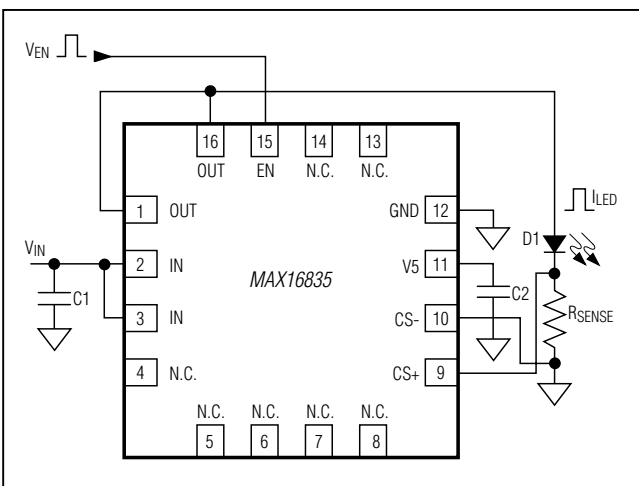 VEN
16 15 14 13
OUT EN N.C. N.C.
1 OUT
GND 12
ILED
D1
VIN
2 IN
V5 11
MAX16835
C1
C2
3 IN
CS- 10
RSENSE
4 N.C.
CS+ 9
N.C. N.C. N.C. N.C.
5 6 7 8